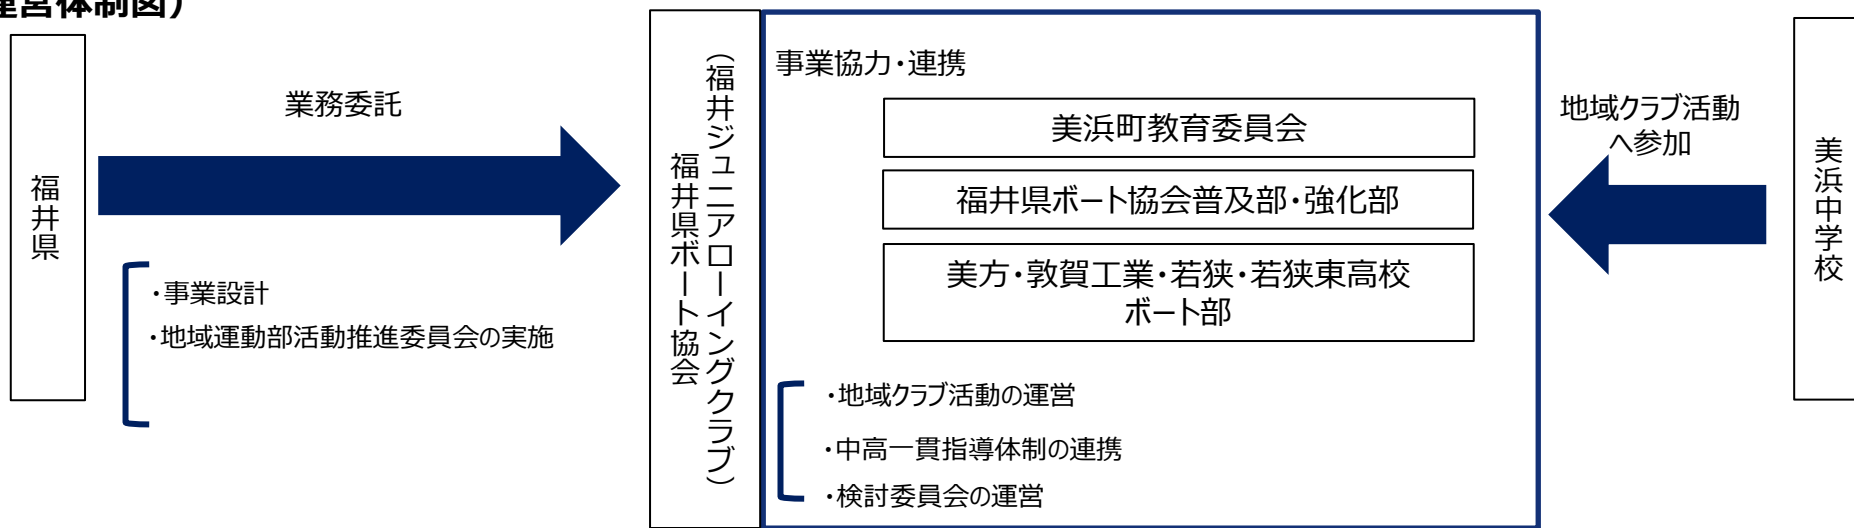 運営体制図）
福井県
業務委託
・事業設計
・地域運動部活動推進委員会の実施
福井県ボート協会
（福井ジュニアローイングクラブ）
事業協力・連携
美浜町教育委員会
福井県ボート協会普及部・強化部
美方・敦賀工業・若狭・若狭東高校
ボート部
・地域クラブ活動の運営
・中高一貫指導体制の連携
・検討委員会の運営
地域クラブ活動
へ参加
美浜中学校